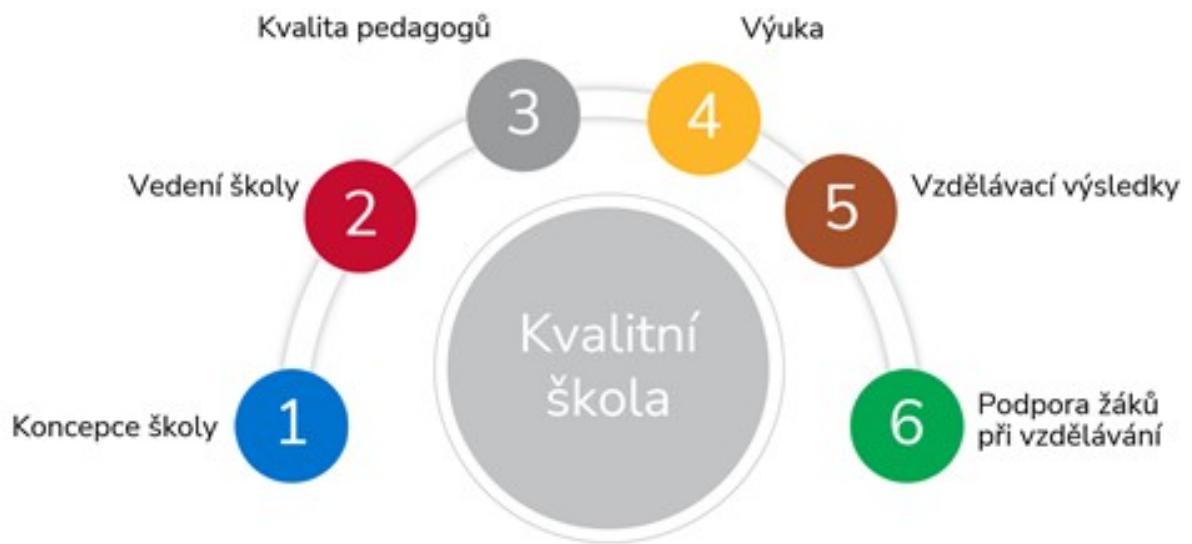 Kvalita pedagogů
Výuka
3
4
Vedení školy
2
5
Vzdělávací výsledky
Kvalitní
škola
Koncepce školy
1
6
Podpora žáků
při vzdělávání